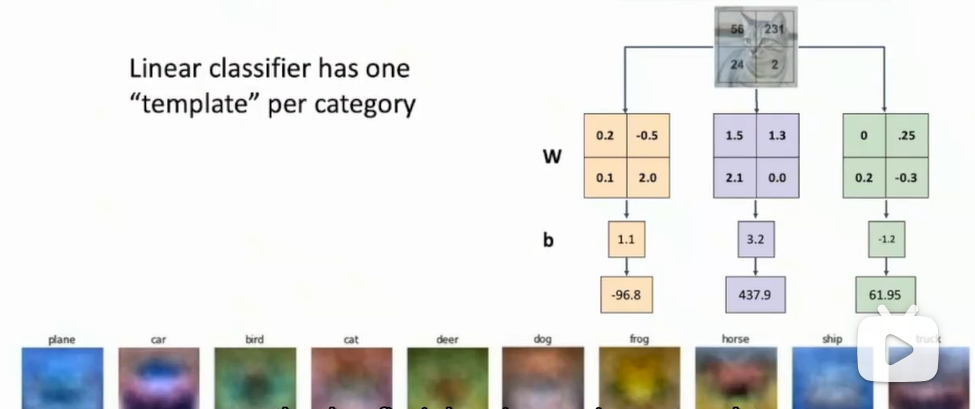 Linear classifier has one
“template” per category
56 231
24 2
W
0.2 -0.5
0.1 2.0
1.5 1.3
2.1 0.0
0 .25
0.2 -0.3
b
1.1 3.2 -1.2
-96.8 437.9 61.95
plane car bird cat deer dog frog horse ship truck